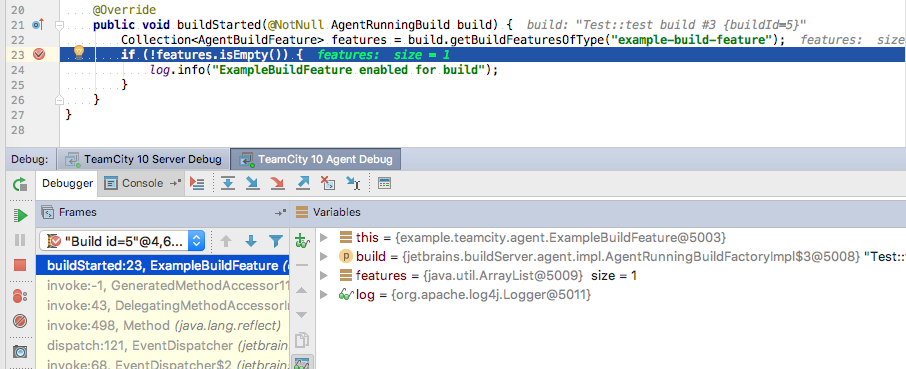 20 @Override
21 public void buildStarted(@NotNull AgentRunningBuild build) { build: "Test::test build #3 {buildId=5}"
22 Collection<AgentBuildFeature> features = build.getBuildFeaturesOfType("example-build-feature"); features: size
23 if (!features.isEmpty()) { features: size = 1
24 log.info("ExampleBuildFeature enabled for build");
25 }
26 }
27 }
28
Debug: TeamCity 10 Server Debug TeamCity 10 Agent Debug
Debugger Console
Frames Variables
"Build id=5"@4,6...
buildStarted:23, ExampleBuildFeature (
invoke:-1, GeneratedMethodAccessor11
invoke:43, DelegatingMethodAccessorIm
invoke:498, Method (java.lang.reflect)
dispatch:121, EventDispatcher (jetbrain
invoke:68, EventDispatcher$2 (jetbrain
this = {example.teamcity.agent.ExampleBuildFeature@5003}
build = {jetbrains.buildServer.agent.impl.AgentRunningBuildFactoryImpl$3@5008} "Test::
features = {java.util.ArrayList@5009} size = 1
log = {org.apache.log4j.Logger@5011}